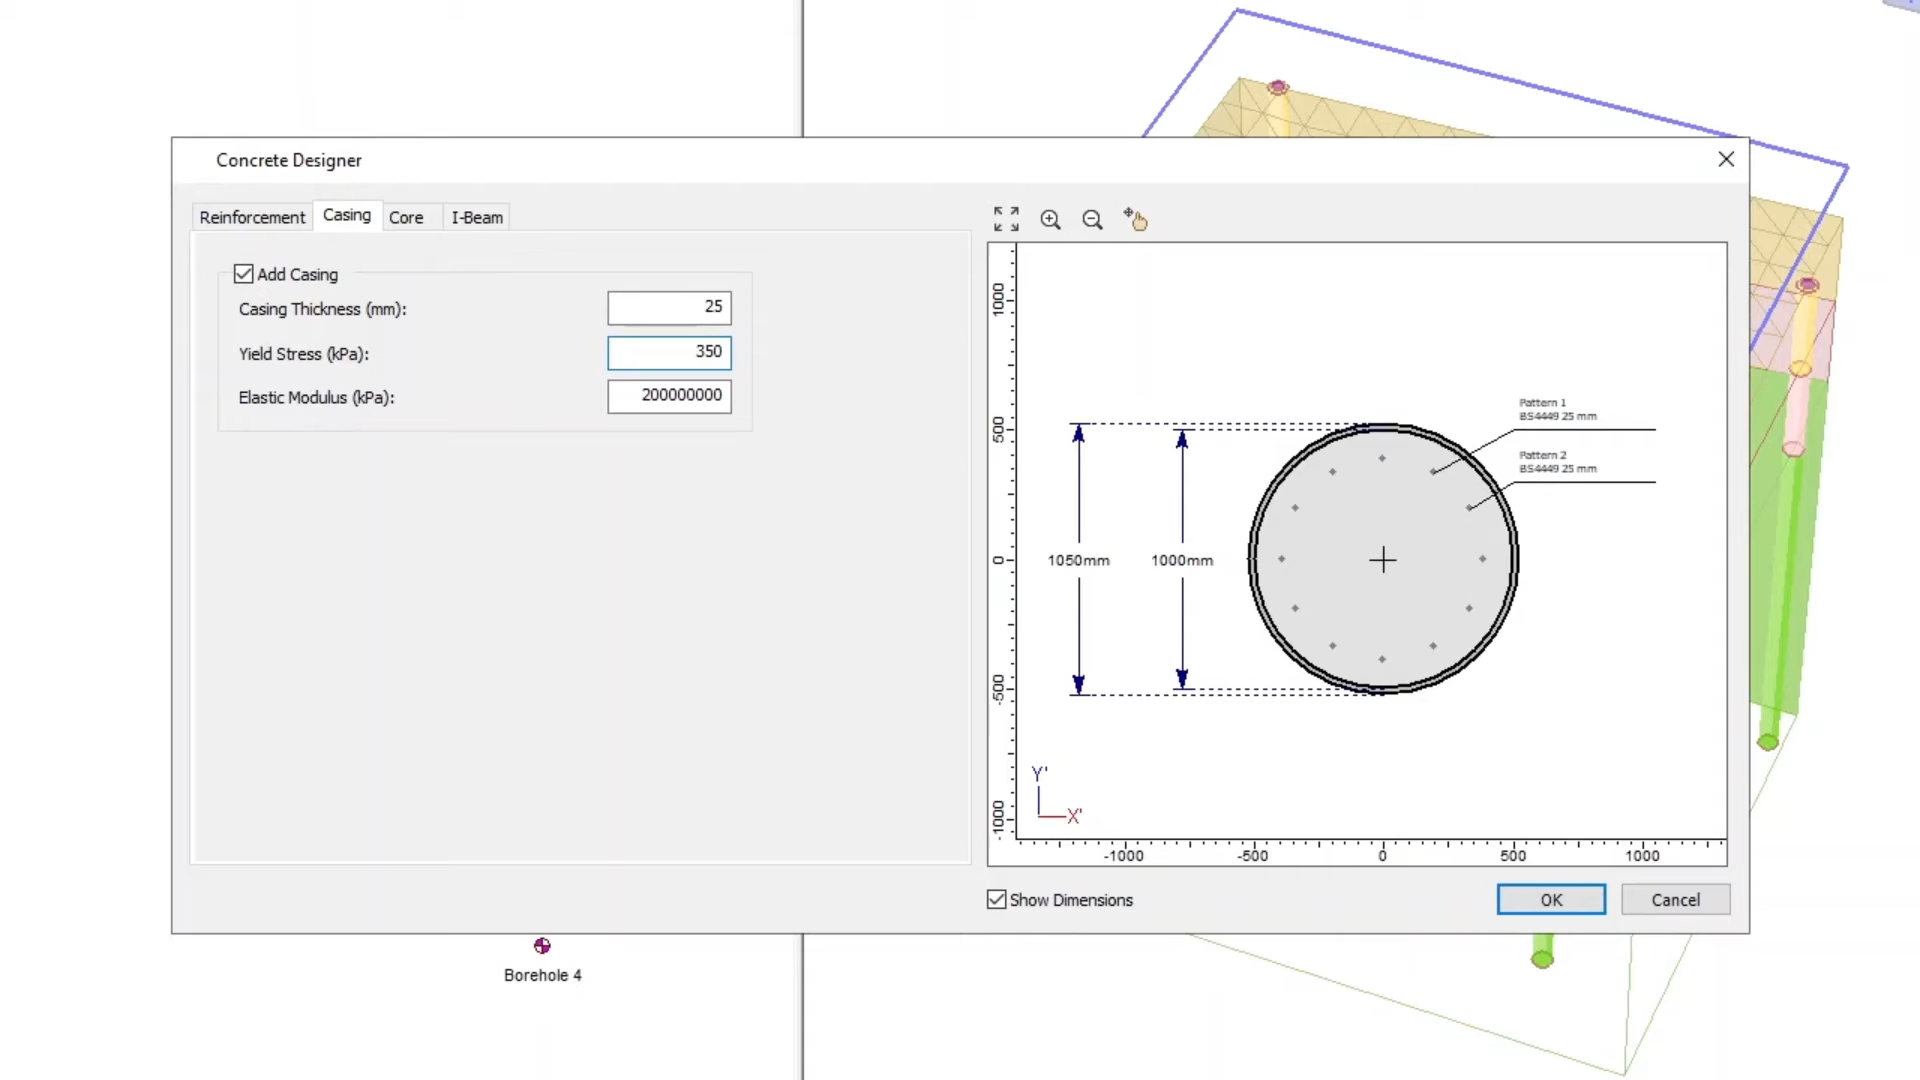 Concrete Designer
Reinforcement Casing Core I-Beam
Add Casing
Casing Thickness (mm): 25
Yield Stress (kPa): 350
Elastic Modulus (kPa): 200000000
1000
500
0
-500
-1000
Pattern 1
BS4449 25 mm
Pattern 2
BS4449 25 mm
1050mm 1000mm
Y'
X'
-1000 -500 0 500 1000
Show Dimensions
OK Cancel
Borehole 4